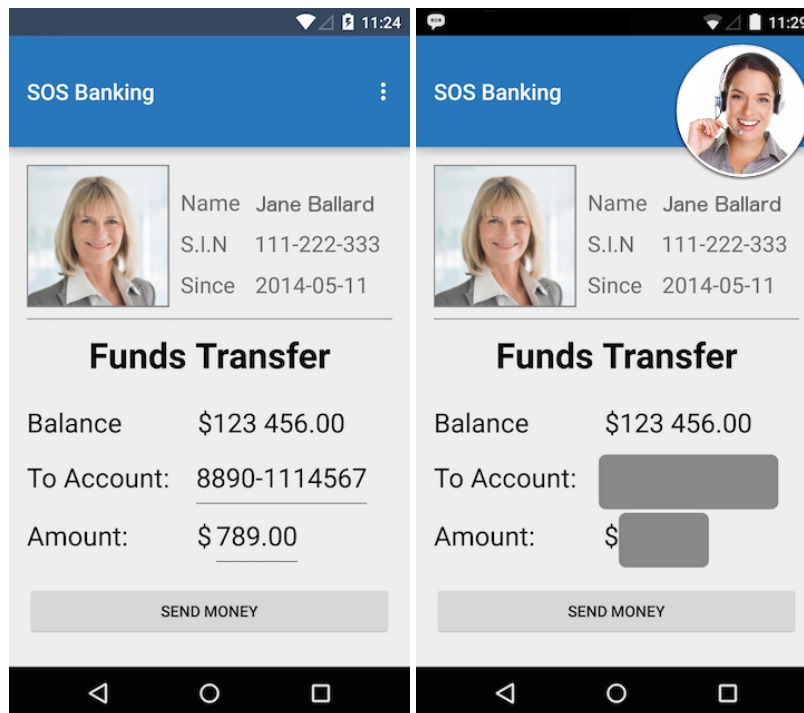 11:24
SOS Banking
Name Jane Ballard
S.I.N 111-222-333
Since 2014-05-11
Funds Transfer
Balance $123 456.00
To Account: 8890-1114567
Amount: $ 789.00
SEND MONEY
SOS 11:29
SOS Banking
Name Jane Ballard
S.I.N 111-222-333
Since 2014-05-11
Funds Transfer
Balance $123 456.00
To Account:
Amount: $
SEND MONEY